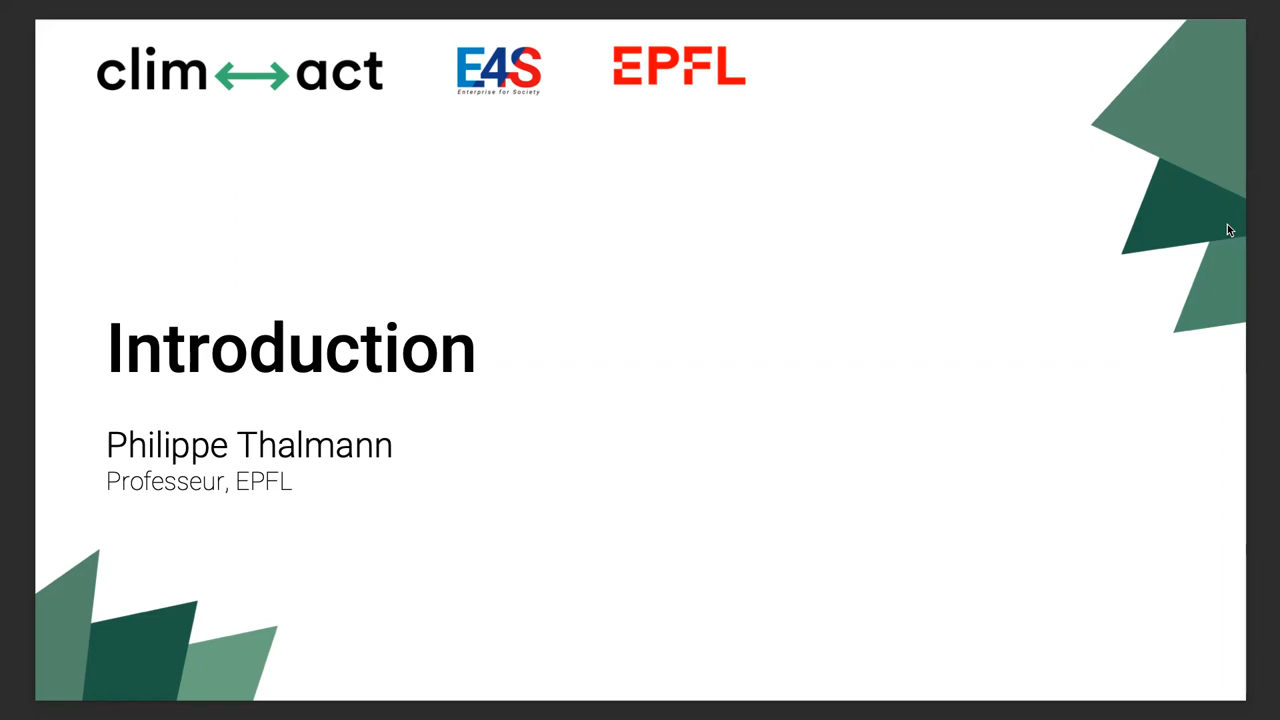 clim act
E4S
Enterprise for Society
EPFL
Introduction
Philippe Thalmann
Professeur, EPFL